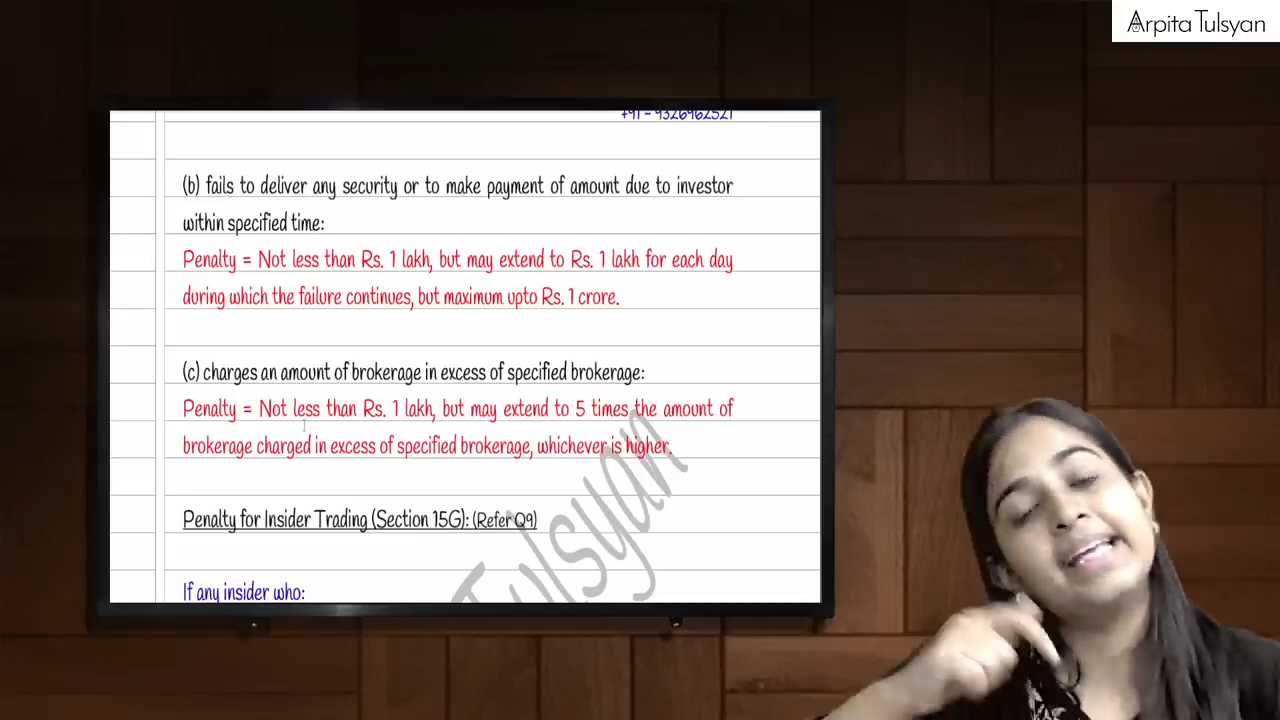 Arpita Tulsyan
+91 - 9326962521
(b) fails to deliver any security or to make payment of amount due to investor
within specified time:
Penalty = Not less than Rs. 1 lakh, but may extend to Rs. 1 lakh for each day
during which the failure continues, but maximum upto Rs. 1 crore.
(c) charges an amount of brokerage in excess of specified brokerage:
Penalty = Not less than Rs. 1 lakh, but may extend to 5 times the amount of
brokerage charged in excess of specified brokerage, whichever is higher.
Penalty for Insider Trading (Section 15G): (Refer Q9)
If any insider who:
Tulsyan